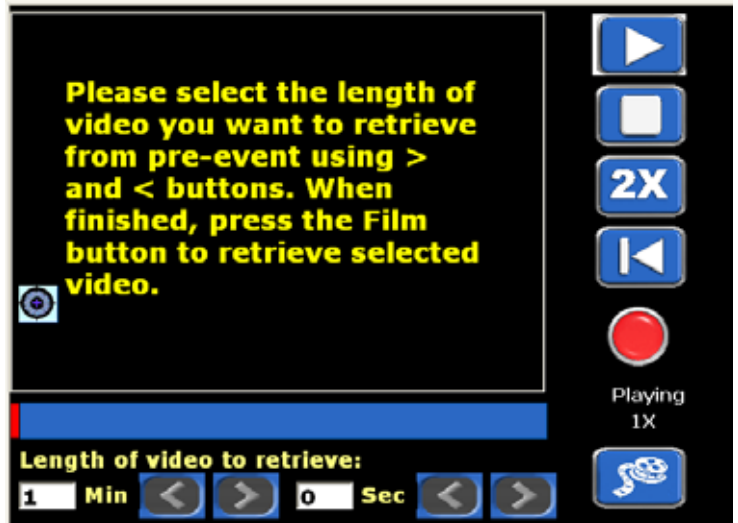 Please select the length of
video you want to retrieve
from pre-event using >
and < buttons. When
finished, press the Film
button to retrieve selected
video.
2X
Playing
1X
Length of video to retrieve:
1 Min < > 0 Sec < >